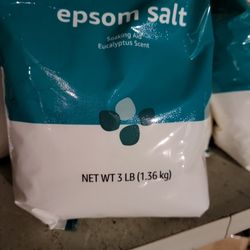 epsom salt
Soaking Aid
Eucalyptus Scent
NET WT 3 LB (1.36 kg)